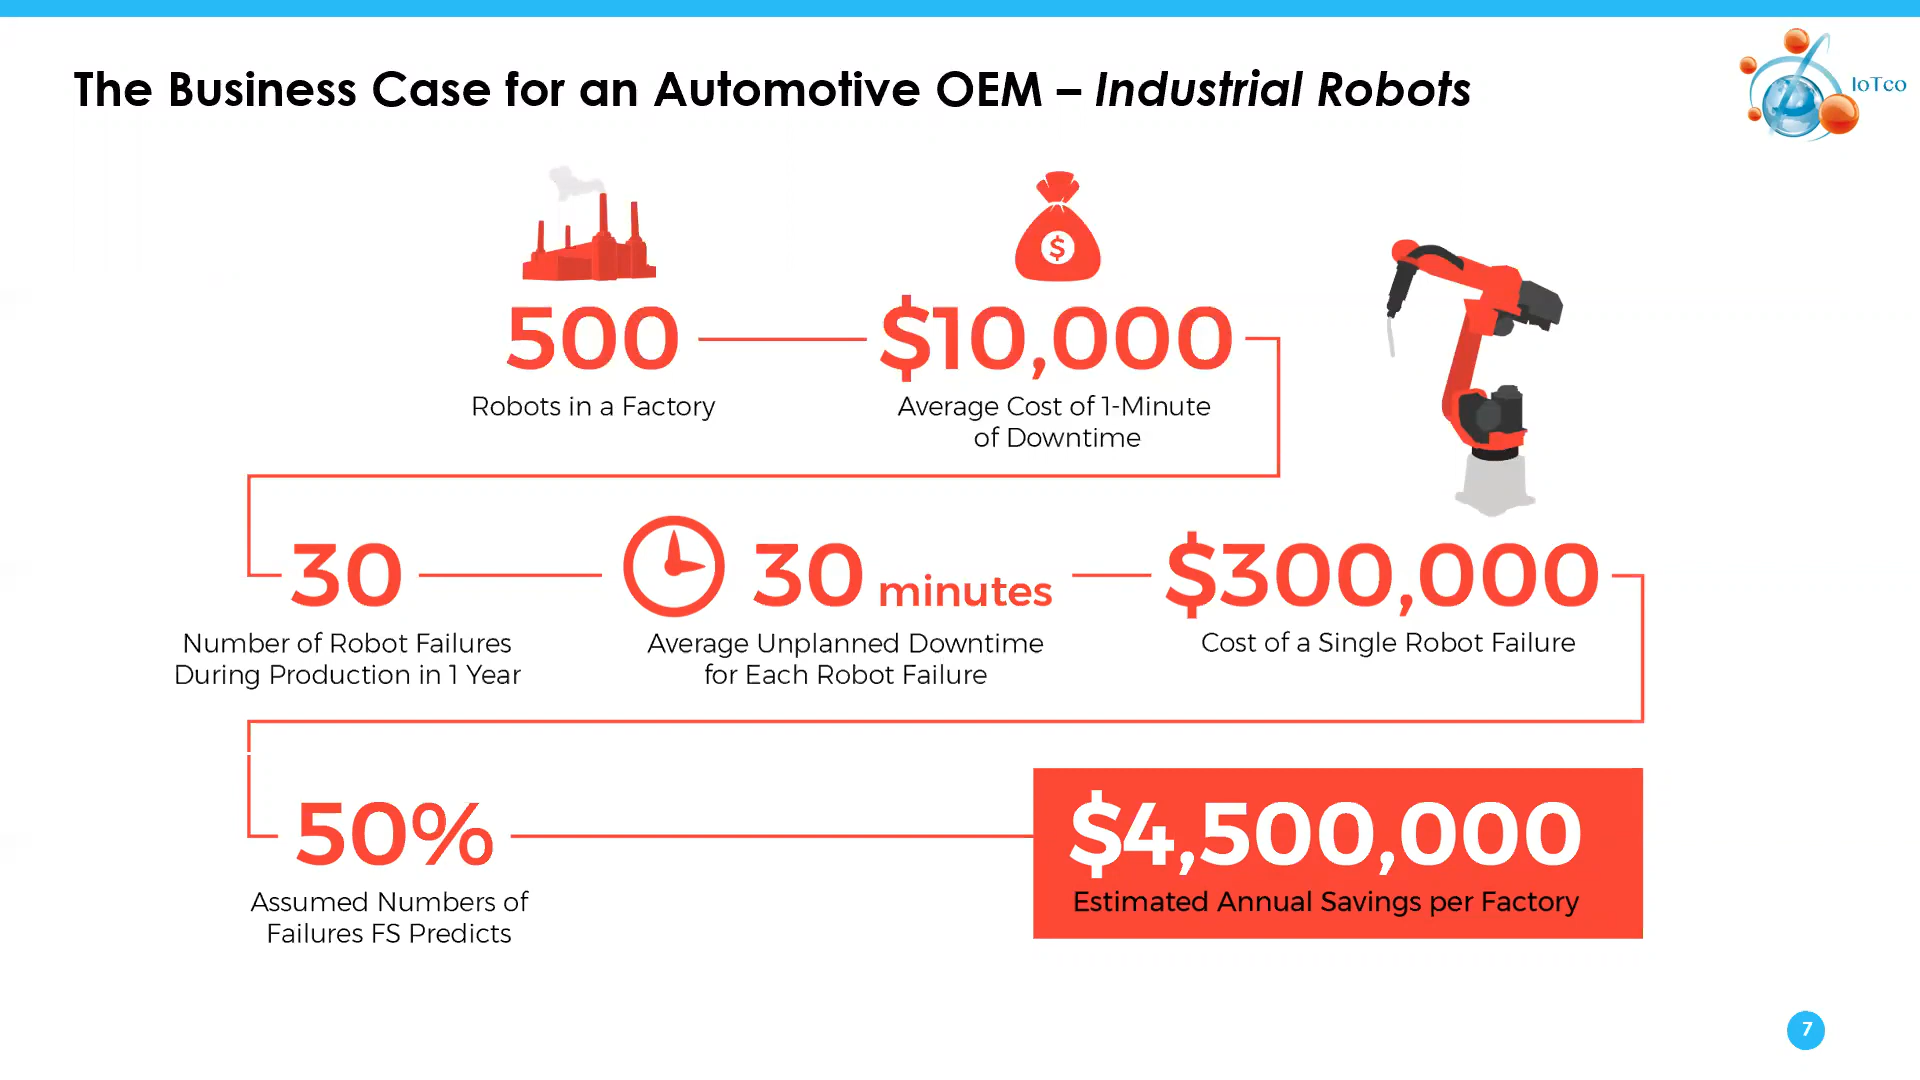 The Business Case for an Automotive OEM – Industrial Robots
IoTco
$
500
$10,000
Robots in a Factory
Average Cost of 1-Minute
of Downtime
30
30 minutes
$300,000
Number of Robot Failures
During Production in 1 Year
Average Unplanned Downtime
for Each Robot Failure
Cost of a Single Robot Failure
50%
$4,500,000
Assumed Numbers of
Failures FS Predicts
Estimated Annual Savings per Factory
7